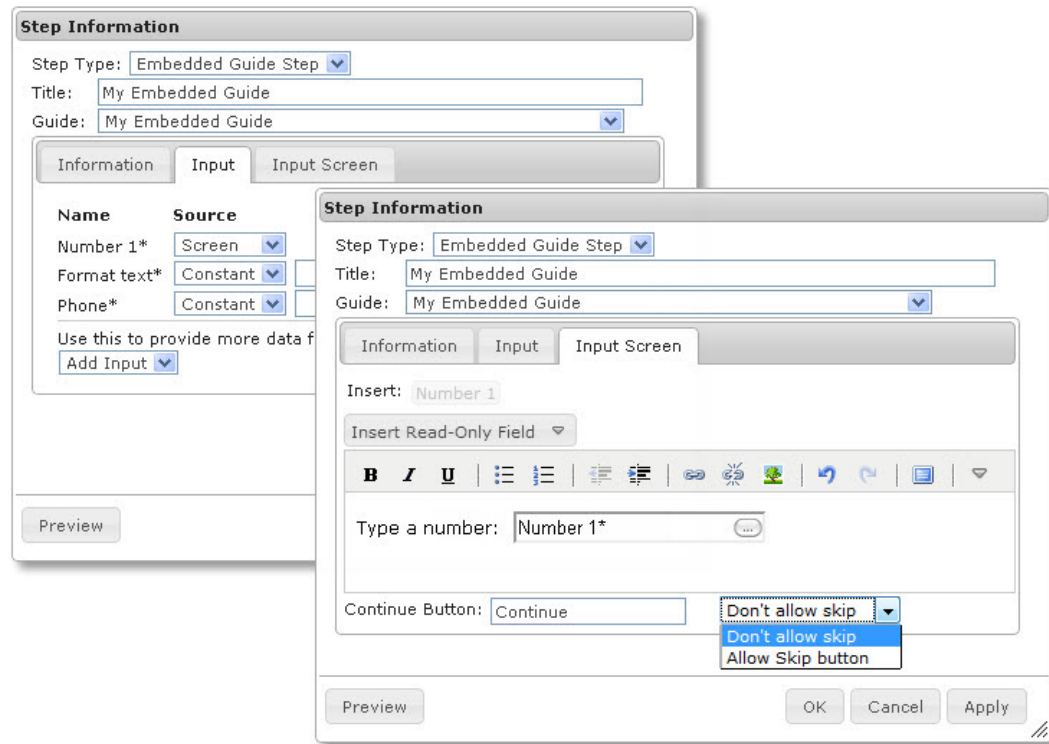 Step Information
Step Type: Embedded Guide Step
Title: My Embedded Guide
Guide: My Embedded Guide
Information Input Input Screen
Name Source
Number 1* Screen
Format text* Constant
Phone* Constant
Use this to provide more data f
Add Input
Preview
Step Information
Step Type: Embedded Guide Step
Title: My Embedded Guide
Guide: My Embedded Guide
Information Input Input Screen
Insert: Number 1
Insert Read-Only Field
B I U
Type a number: Number 1* ...
Continue Button: Continue Don't allow skip
Don't allow skip
Allow Skip button
Preview OK Cancel Apply